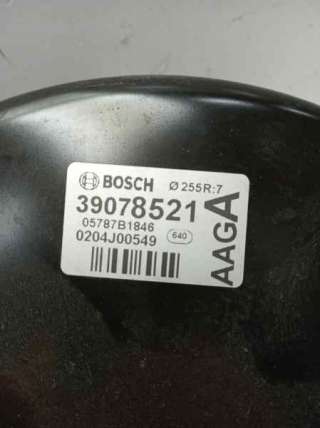 BOSCH Ø 255R:7
39078521
05787B1846
0204J00549 640
AAGA